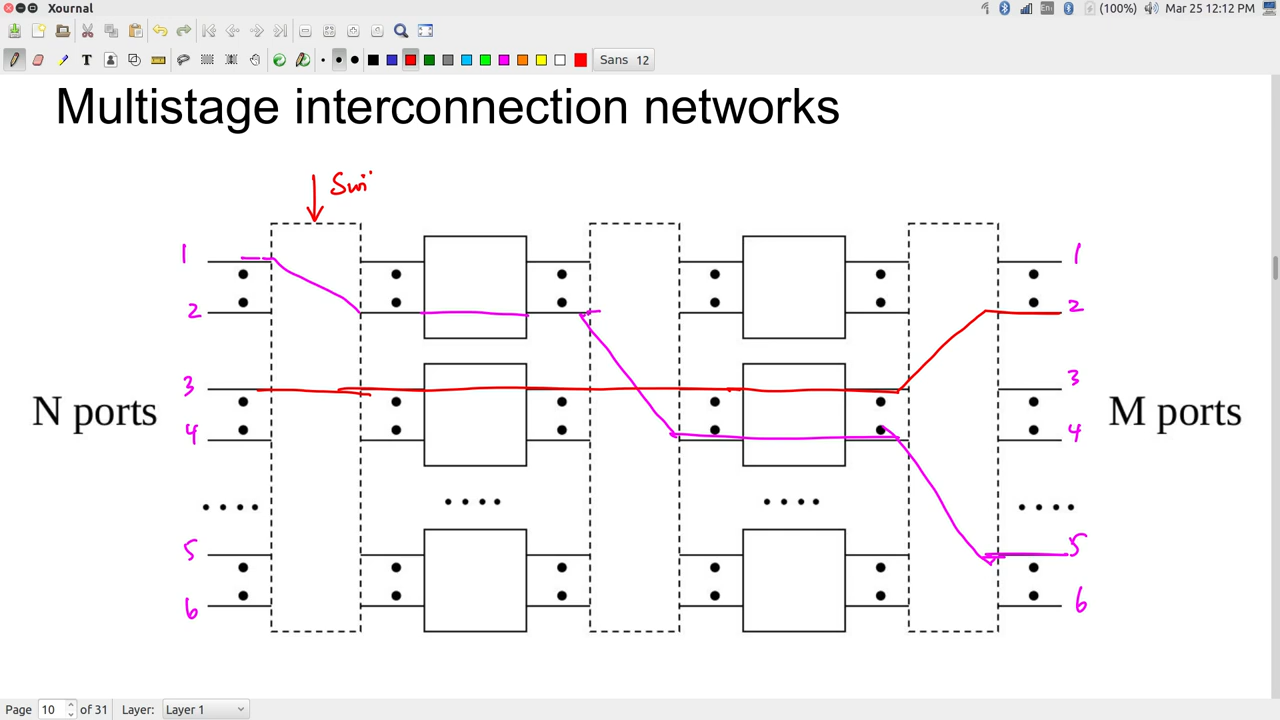 Xournal
En
(100%)
Mar 25 12:12 PM
T
Sans 12
Multistage interconnection networks
1 1
2 2
3 3
N ports M ports
4 4
5 5
6 6
Page 10 of 31 Layer: Layer 1